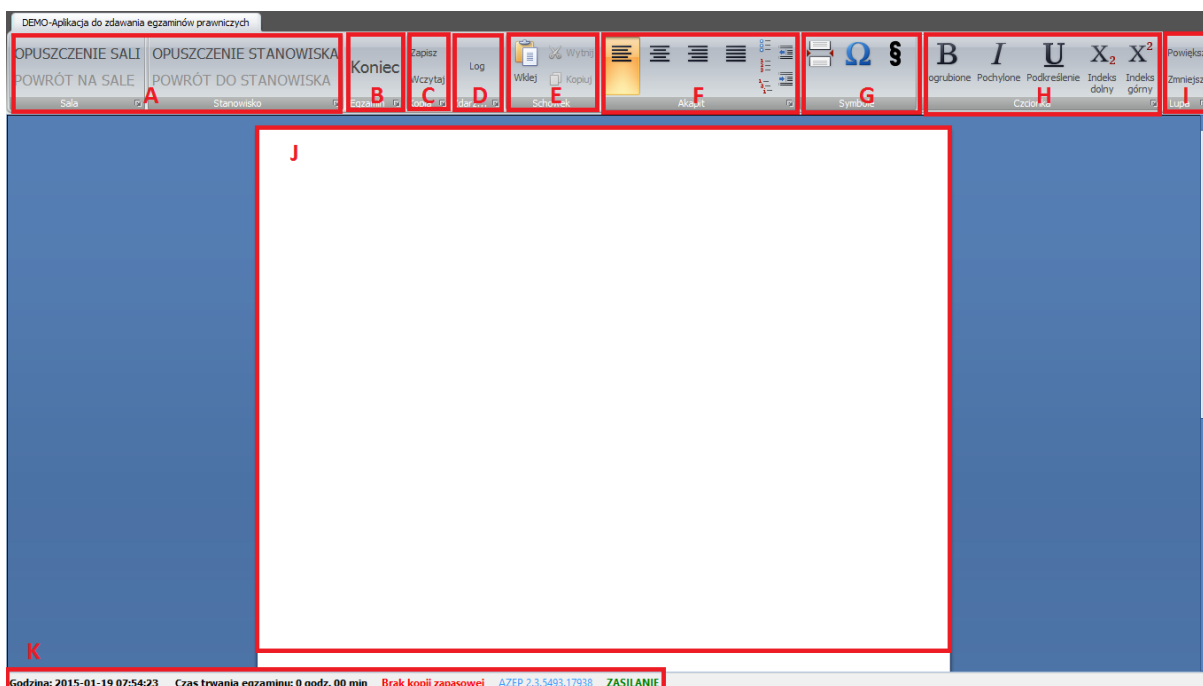 DEMO-Aplikacja do zdawania egzaminów prawniczych
OPUSZCZENIE SALI OPUSZCZENIE STANOWISKA
POWRÓT NA SALE POWRÓT DO STANOWISKA
Sala A Stanowisko
Koniec
Egzamin B
Zapisz
Wczytaj
Kopia C
Log
D
Wklej Wytnij
Kopiuj
Schowek E
Akapit F
Ω §
Symbole G
B I U X₂ X²
ogrubione Pochylone Podkreślenie Indeks dolny Indeks górny
Czcionka H
Powiększ
Zmniejsz
Lupa I
J
K
Godzina: 2015-01-19 07:54:23 Czas trwania egzaminu: 0 godz. 00 min Brak kopii zapasowej AZEP 2.3.5493.17938 ZASILANIE